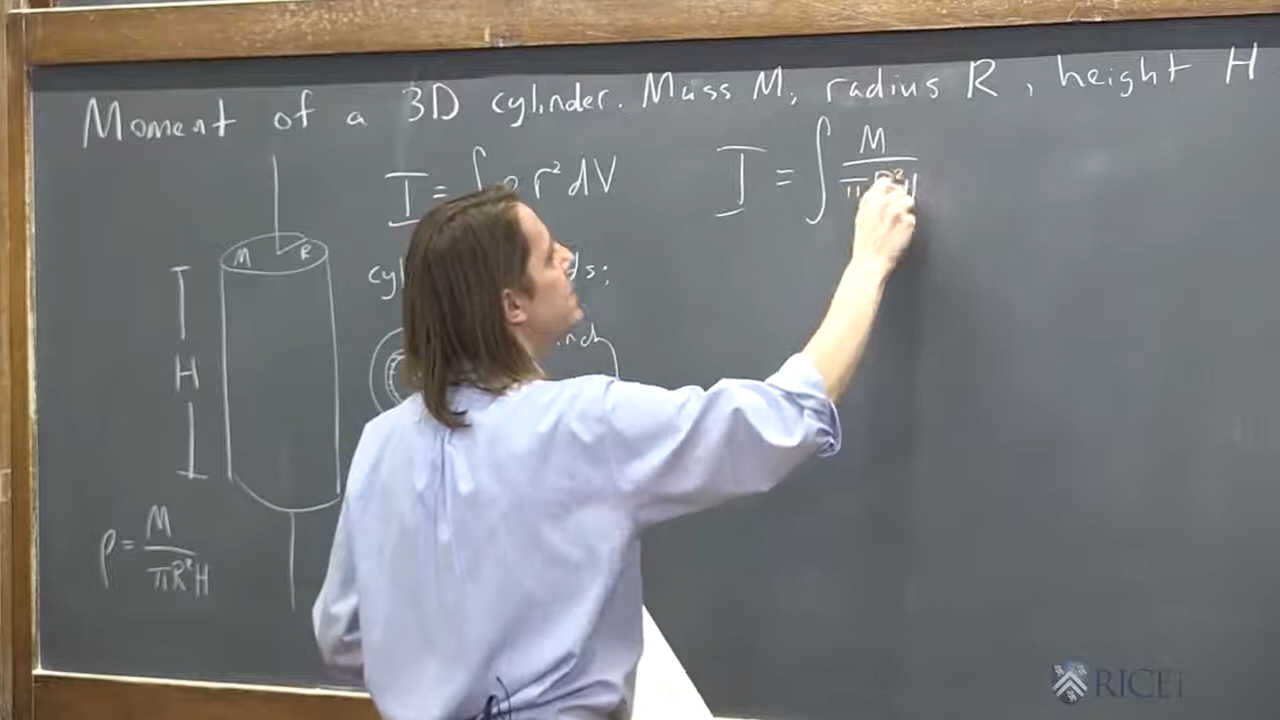 Moment of a 3D cylinder. Mass M, radius R, height H
I = ∫ρ r² dV
I = ∫ M / πR²H
M R
H
ρ = M / πR²H
RICE